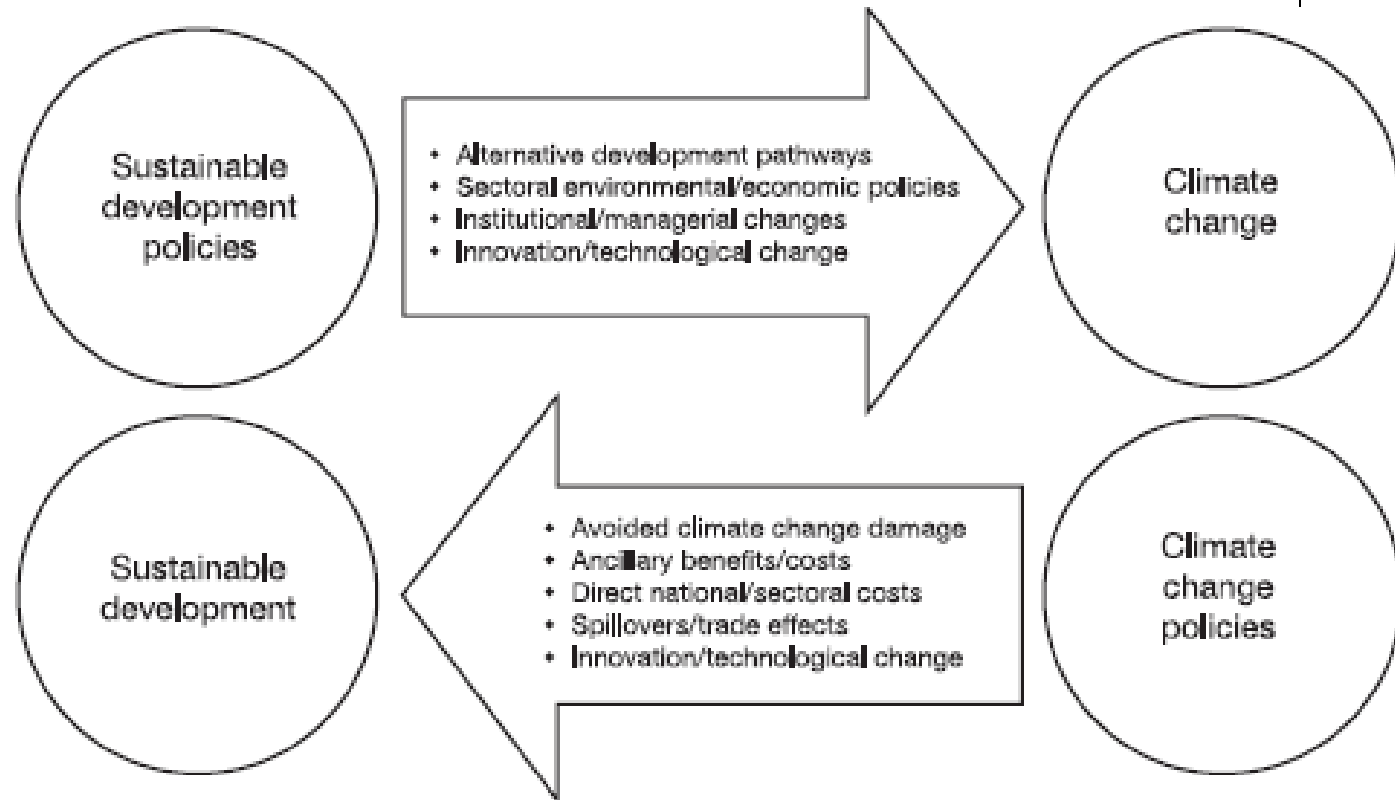 Sustainable
development
policies
• Alternative development pathways
• Sectoral environmental/economic policies
• Institutional/managerial changes
• Innovation/technological change
Climate
change
Sustainable
development
• Avoided climate change damage
• Ancillary benefits/costs
• Direct national/sectoral costs
• Spillovers/trade effects
• Innovation/technological change
Climate
change
policies